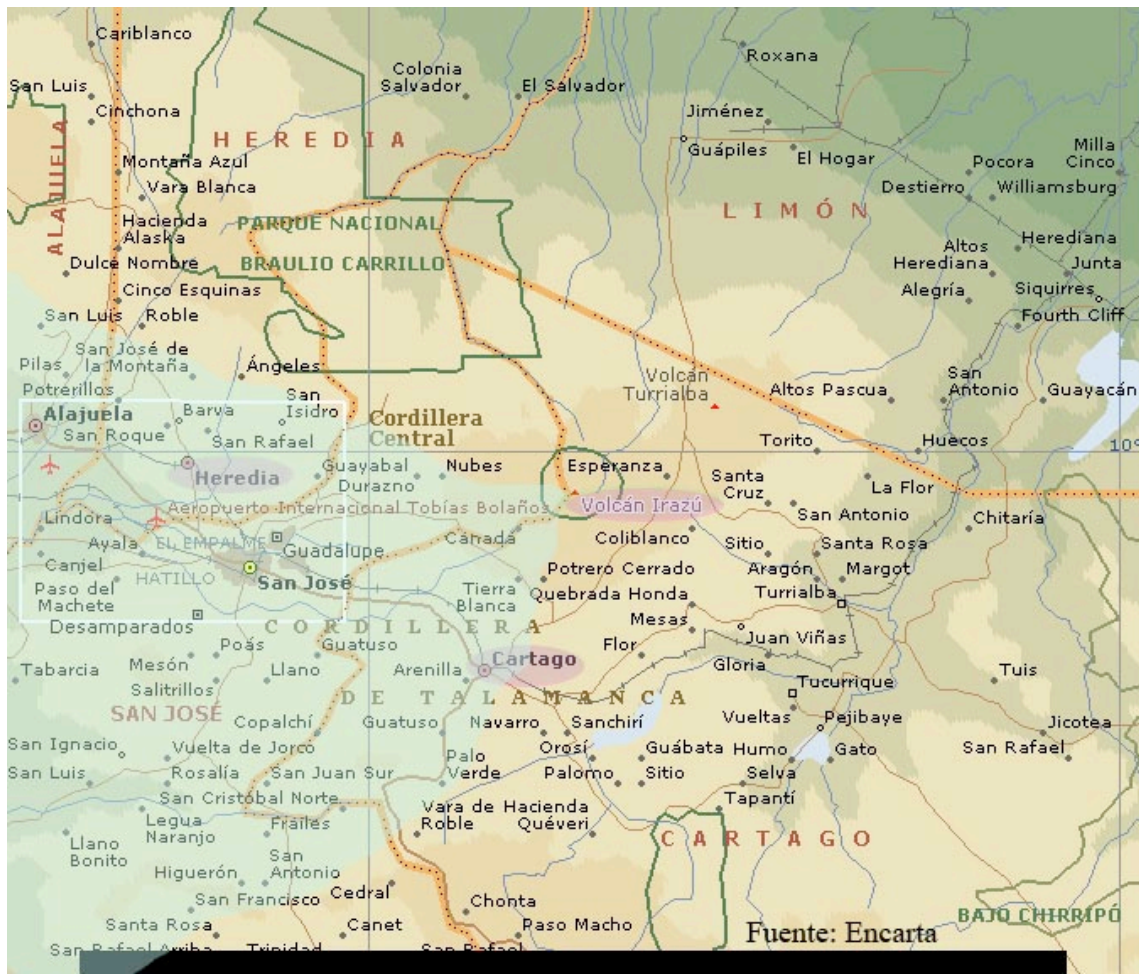 Cariblanco
Roxana
Colonia
Salvador
San Luis
El Salvador
Cinchona
Jiménez
HEREDIA
Guápiles
El Hogar
Milla
Cinco
Pocora
Montaña Azul
Vara Blanca
Destierro
Williamsburg
ALAJUELA
LIMÓN
Hacienda
Alaska
PARQUE NACIONAL
BRAULIO CARRILLO
Altos
Herediana
Herediana
Dulce Nombre
Junta
Cinco Esquinas
Alegría
Siquirres
San Luis
Roble
Fourth Cliff
San José de
la Montaña
Pilas
Ángeles
Potrerillos
Volcán
Turrialba
Altos Pascua
San
Antonio
Guayacán
San
Isidro
Alajuela
Barva
Cordillera
Central
San Roque
San Rafael
Torito
Huecos
10º
Heredia
Guayabal
Durazno
Nubes
Esperanza
Santa
Cruz
La Flor
Aeropuerto Internacional Tobías Bolaños
Volcán Irazú
San Antonio
Chitaría
Lindora
Ayala
EL EMPALME
Guadalupe
Canadá
Coliblanco
Sitio
Santa Rosa
Canjel
HATILLO
San José
Potrero Cerrado
Aragón
Margot
Paso del
Machete
Tierra
Blanca
Quebrada Honda
Turrialba
Desamparados
CORDILLERA
Mesas
Juan Viñas
Poás
Guatuso
Flor
Tabarcia
Mesón
Llano
Arenilla
Cartago
Gloria
Tuis
Salitrillos
DE TALAMANCA
Tucurrique
SAN JOSÉ
Copalchí
Guatuso
Navarro
Sanchirí
Vueltas
Pejibaye
Jicotea
San Ignacio
Vuelta de Jorco
Palo
Verde
Orosí
Guábata
Humo
Gato
San Rafael
San Luis
Rosalía
San Juan Sur
Palomo
Sitio
Selva
San Cristóbal Norte
Tapantí
Legua
Naranjo
Frailes
Vara de
Roble
Hacienda
Quéveri
CARTAGO
Llano
Bonito
San
Antonio
Higuerón
Cedral
San Francisco
Chonta
BAJO CHIRRIPÓ
Santa Rosa
Canet
Paso Macho
Fuente: Encarta
San Rafael Arriba
Trinidad
San Rafael